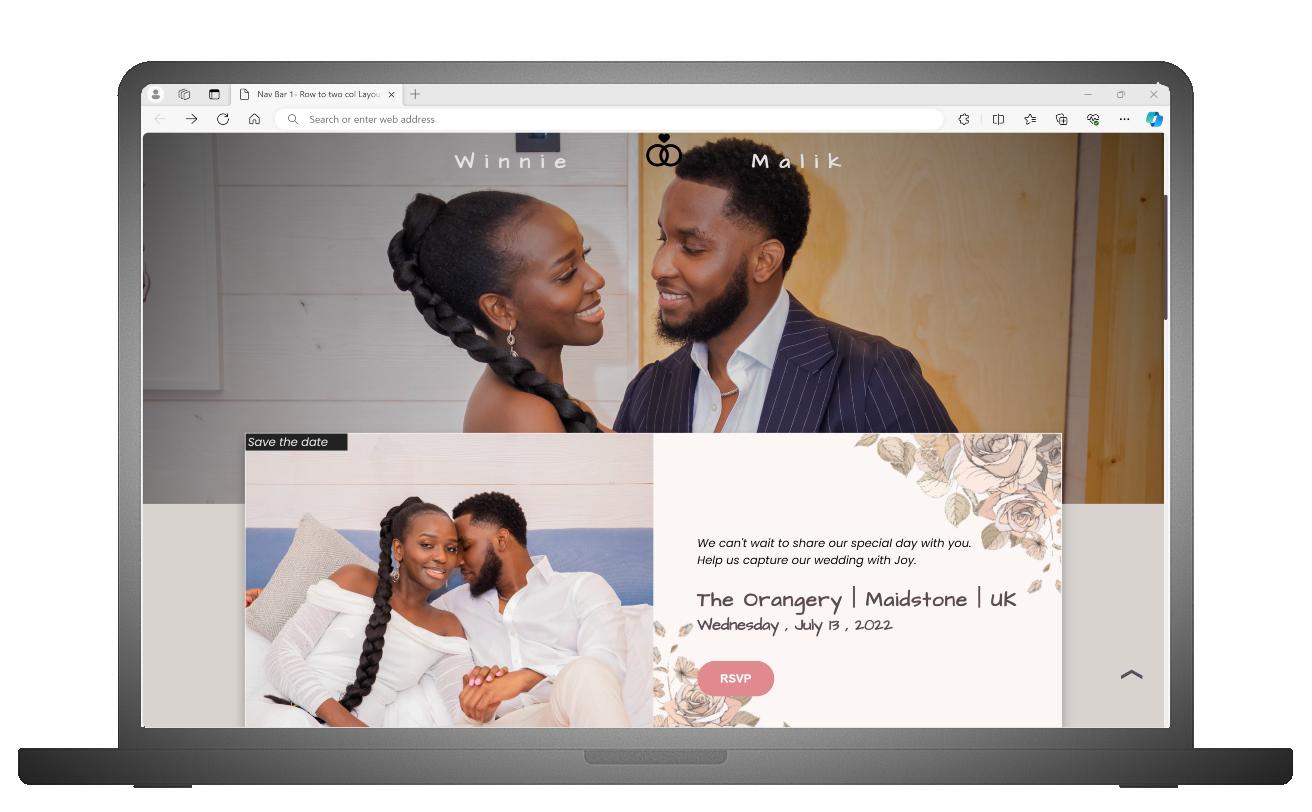 Nav Bar 1- Row to two col Layou
Search or enter web address
Winnie
Malik
Save the date
We can't wait to share our special day with you.
Help us capture our wedding with Joy.
The Orangery | Maidstone | UK
Wednesday , July 13 , 2022
RSVP